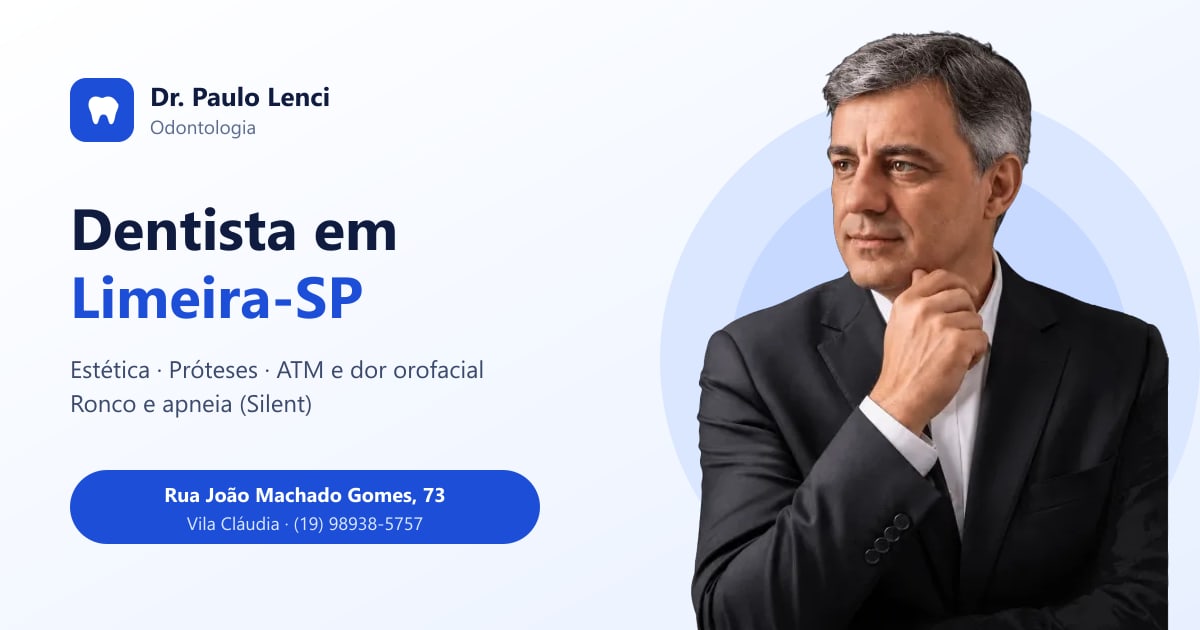 Dr. Paulo Lenci
Odontologia
Dentista em
Limeira-SP
Estética · Próteses · ATM e dor orofacial
Ronco e apneia (Silent)
Rua João Machado Gomes, 73
Vila Cláudia · (19) 98938-5757